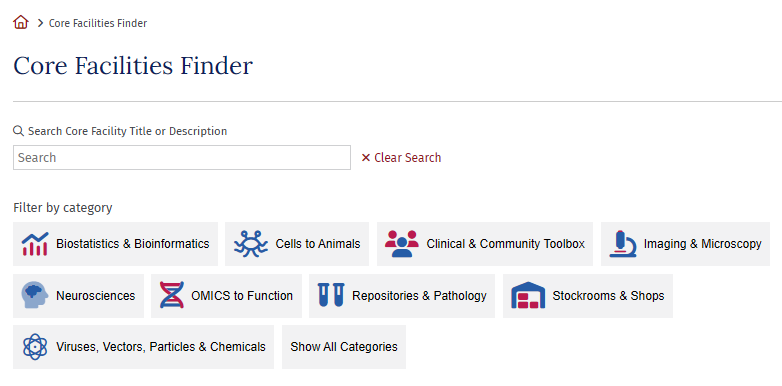 Core Facilities Finder
Core Facilities Finder
Search Core Facility Title or Description
Search
Clear Search
Filter by category
Biostatistics & Bioinformatics
Cells to Animals
Clinical & Community Toolbox
Imaging & Microscopy
Neurosciences
OMICS to Function
Repositories & Pathology
Stockrooms & Shops
Viruses, Vectors, Particles & Chemicals
Show All Categories